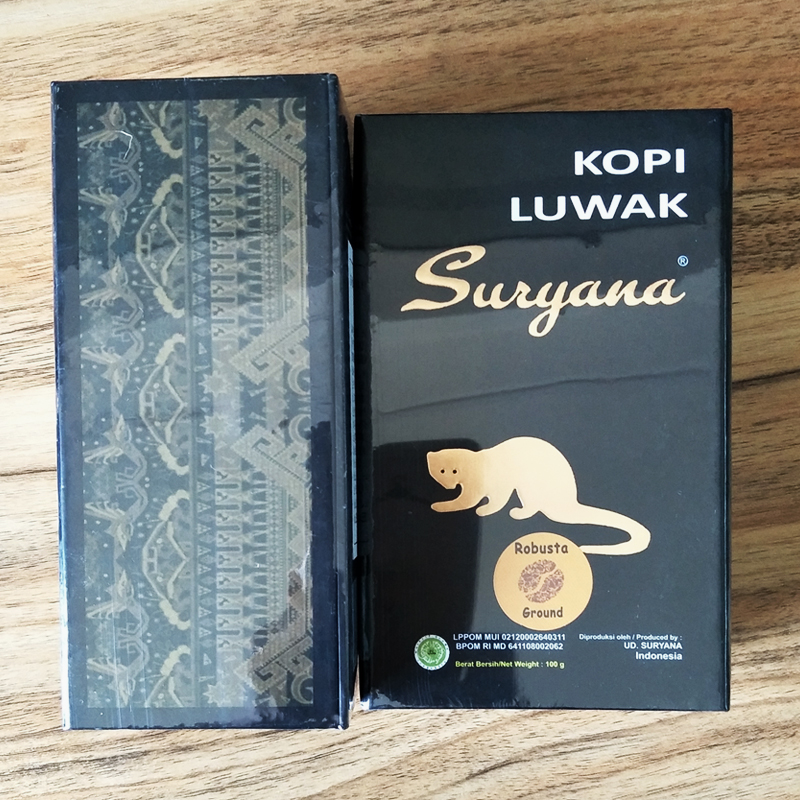 KOPI
LUWAK
Suryana®
Robusta
Ground
LPPOM MUI 02120002640311
BPOM RI MD 641108002062
Berat Bersih/Net Weight : 100 g
Diproduksi oleh / Produced by :
UD. SURYANA
Indonesia